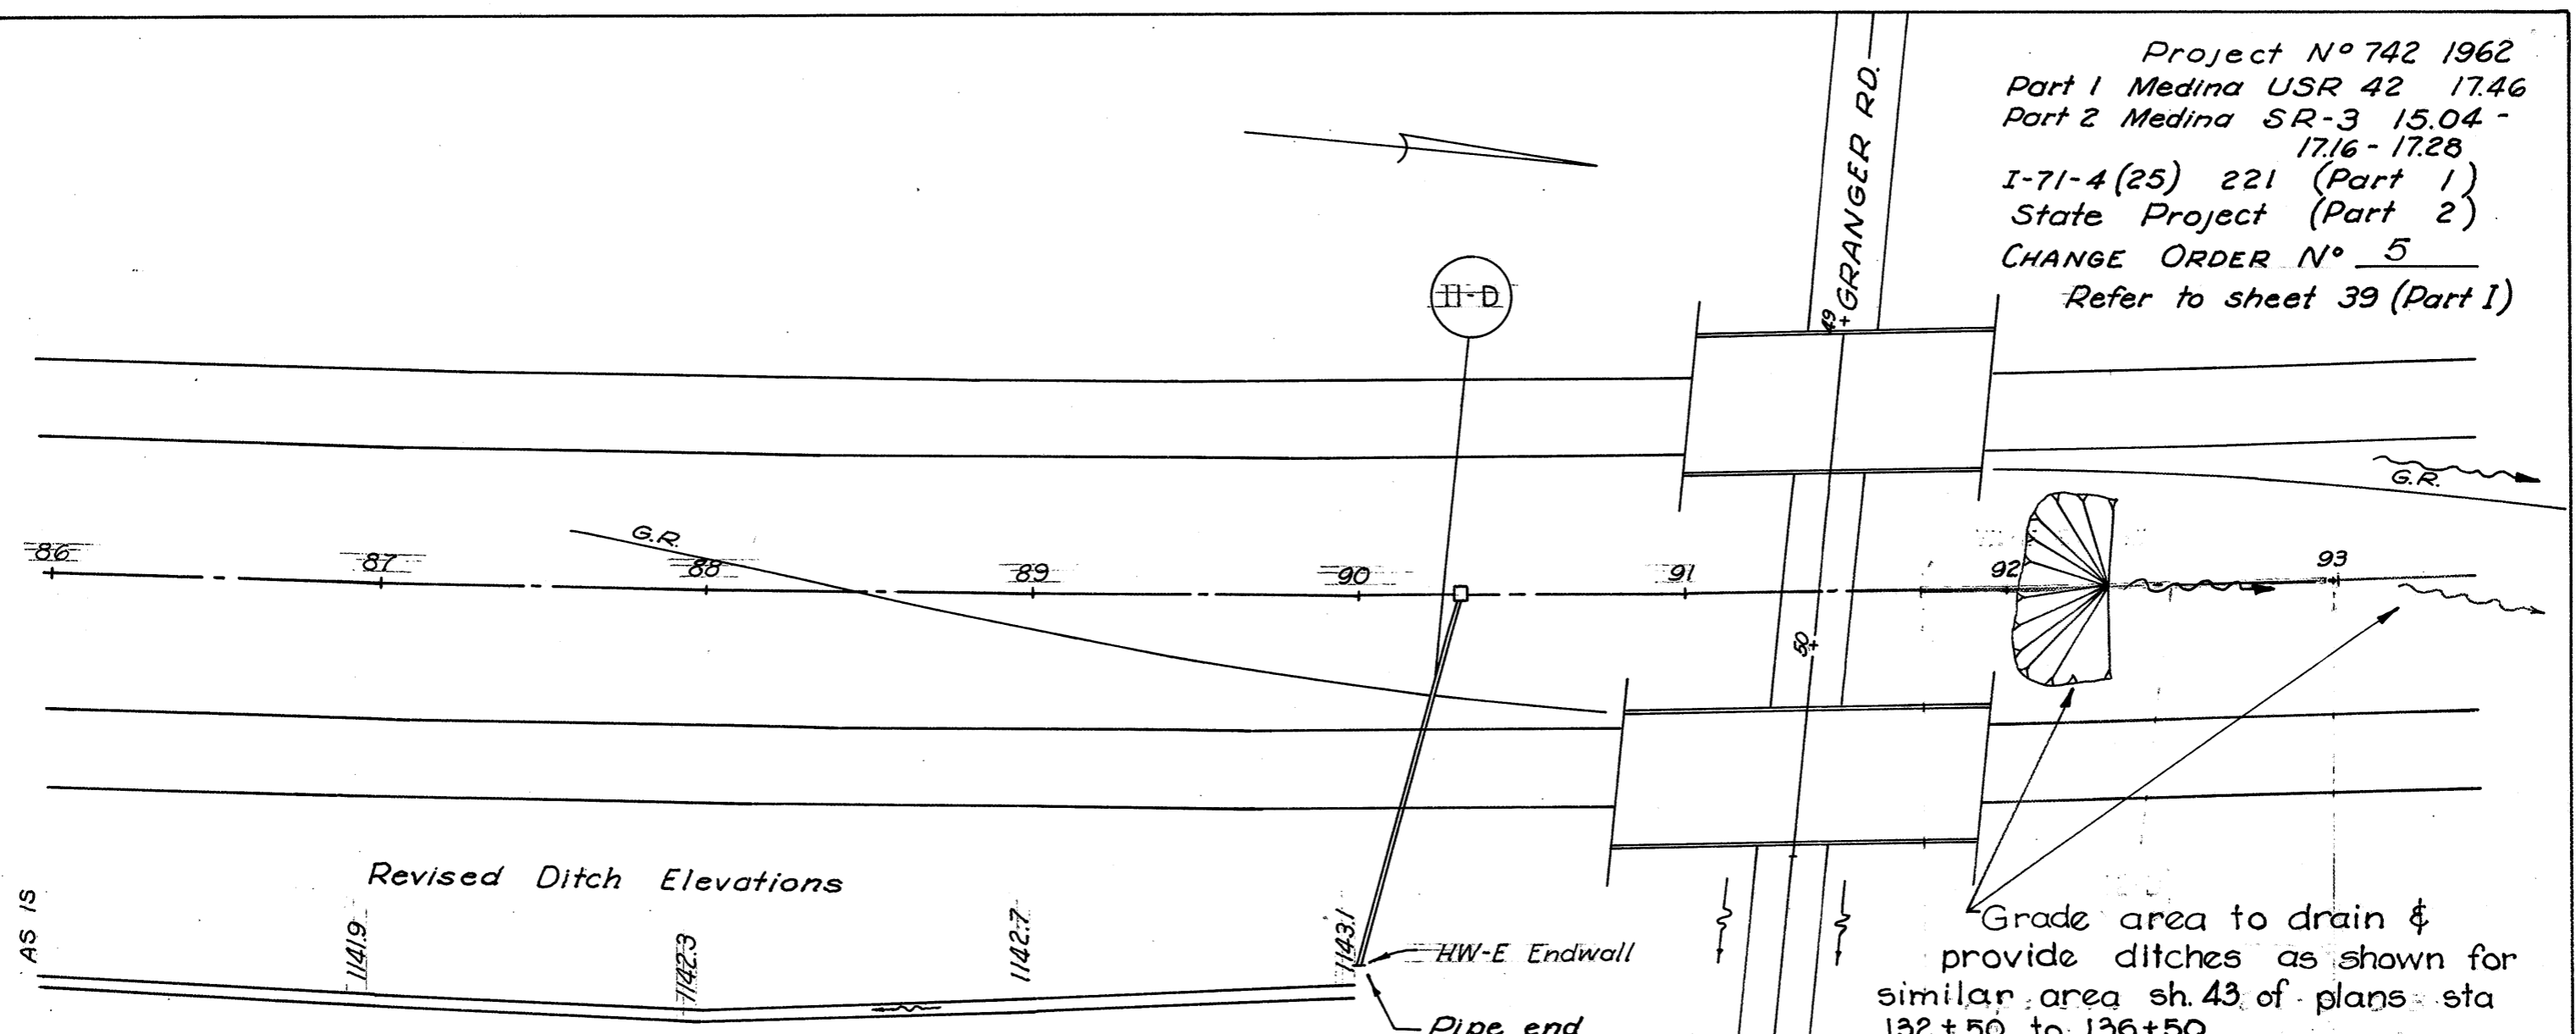 Project Nº 742 1962
Part 1 Medina USR 42 17.46
Part 2 Medina SR-3 15.04 -
17.16 - 17.28
I-71-4 (25) 221 (Part 1)
State Project (Part 2)
CHANGE ORDER Nº 5
Refer to sheet 39 (Part I)
GRANGER RD.
49
II-D
G.R.
G.R.
86
87
88
89
90
91
92
93
50
Revised Ditch Elevations
AS IS
1141.9
1142.3
1142.7
1143.1
HW-E Endwall
Pipe end
Grade area to drain &
provide ditches as shown for
similar area sh. 43 of plans sta
132+50 to 136+50